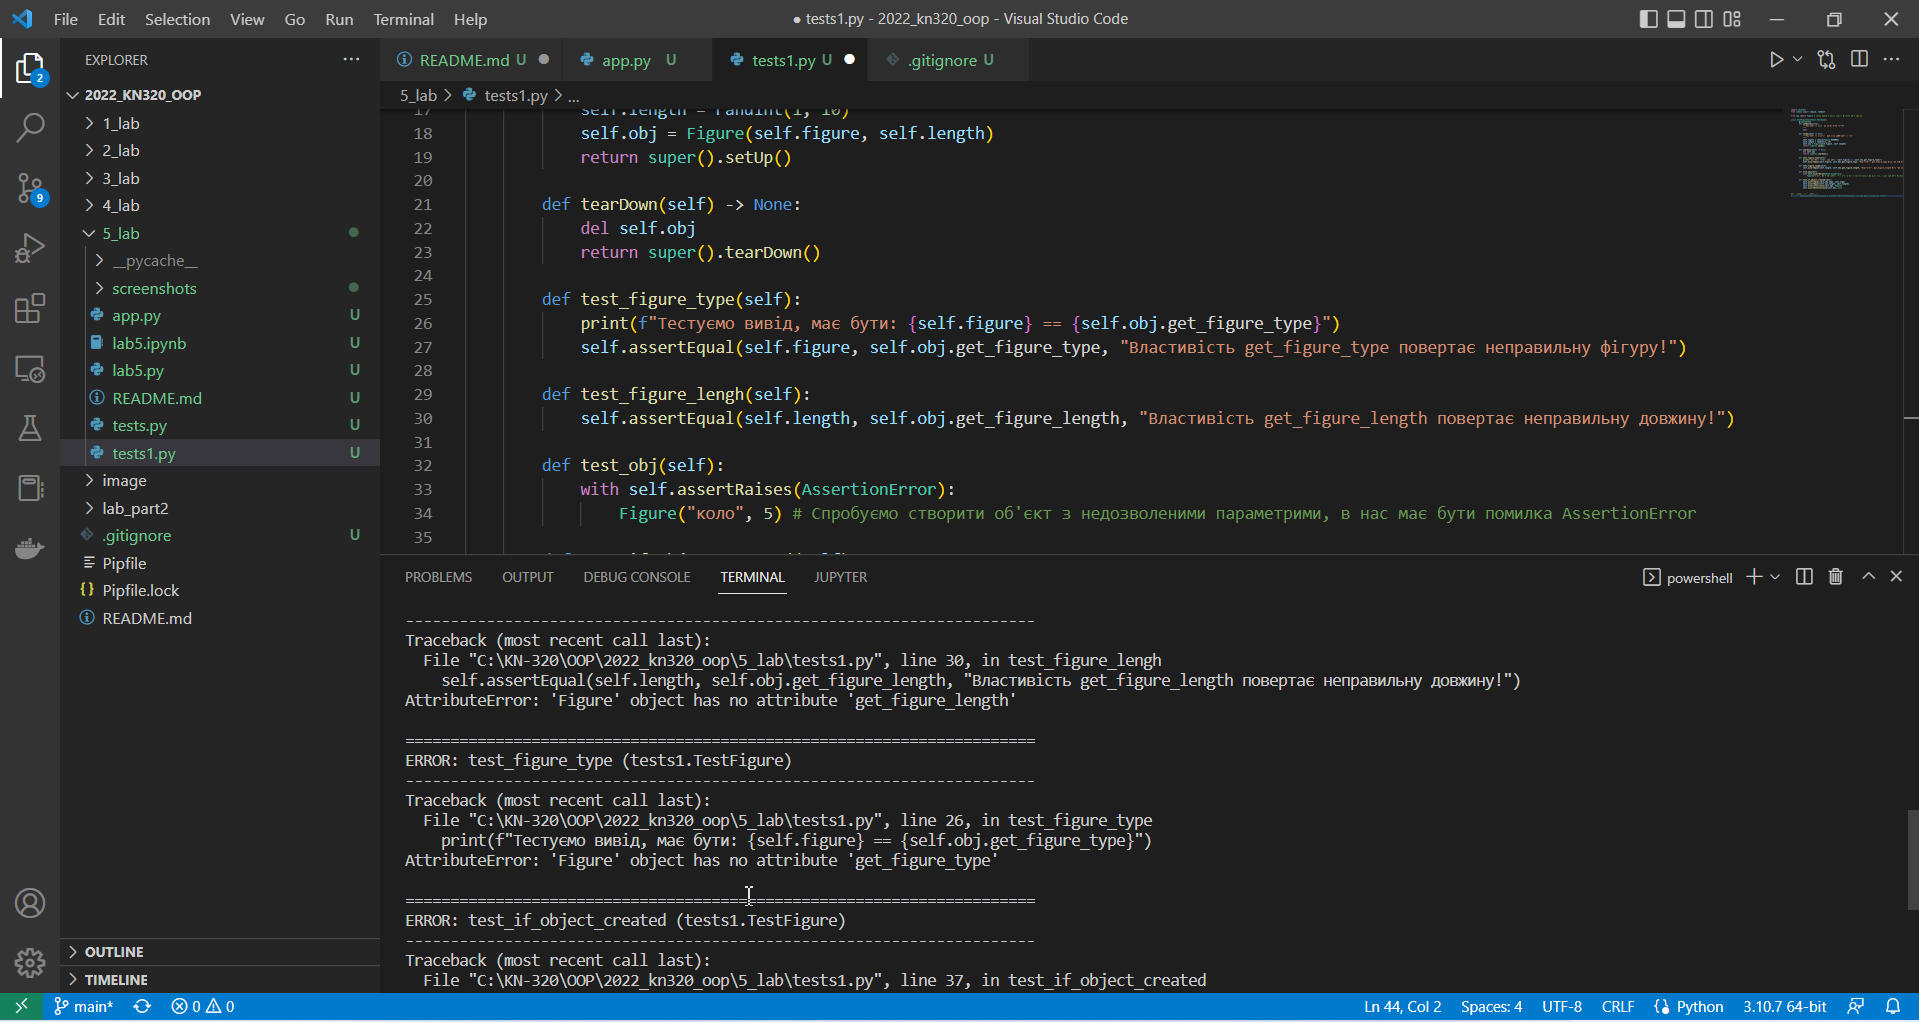 File Edit Selection View Go Run Terminal Help
● tests1.py - 2022_kn320_oop - Visual Studio Code
EXPLORER
README.md U
app.py U
tests1.py U
.gitignore U
5_lab > tests1.py > ...
2022_KN320_OOP
1_lab
2_lab
3_lab
4_lab
5_lab
__pycache__
screenshots
app.py U
lab5.ipynb U
lab5.py U
README.md U
tests.py U
tests1.py U
image
lab_part2
.gitignore U
Pipfile
Pipfile.lock
README.md
OUTLINE
TIMELINE
2
9
17 self.length = randint(1, 10)
18 self.obj = Figure(self.figure, self.length)
19 return super().setUp()
20
21 def tearDown(self) -> None:
22 del self.obj
23 return super().tearDown()
24
25 def test_figure_type(self):
26 print(f"Тестуємо вивід, має бути: {self.figure} == {self.obj.get_figure_type}")
27 self.assertEqual(self.figure, self.obj.get_figure_type, "Властивість get_figure_type повертає неправильну фігуру!")
28
29 def test_figure_lengh(self):
30 self.assertEqual(self.length, self.obj.get_figure_length, "Властивість get_figure_length повертає неправильну довжину!")
31
32 def test_obj(self):
33 with self.assertRaises(AssertionError):
34 Figure("коло", 5) # Спробуємо створити об'єкт з недозволеними параметрими, в нас має бути помилка AssertionError
35
PROBLEMS OUTPUT DEBUG CONSOLE TERMINAL JUPYTER
powershell
----------------------------------------------------------------------
Traceback (most recent call last):
File "C:\KN-320\OOP\2022_kn320_oop\5_lab\tests1.py", line 30, in test_figure_lengh
self.assertEqual(self.length, self.obj.get_figure_length, "Властивість get_figure_length повертає неправильну довжину!")
AttributeError: 'Figure' object has no attribute 'get_figure_length'
======================================================================
ERROR: test_figure_type (tests1.TestFigure)
----------------------------------------------------------------------
Traceback (most recent call last):
File "C:\KN-320\OOP\2022_kn320_oop\5_lab\tests1.py", line 26, in test_figure_type
print(f"Тестуємо вивід, має бути: {self.figure} == {self.obj.get_figure_type}")
AttributeError: 'Figure' object has no attribute 'get_figure_type'
======================================================================
ERROR: test_if_object_created (tests1.TestFigure)
----------------------------------------------------------------------
Traceback (most recent call last):
File "C:\KN-320\OOP\2022_kn320_oop\5_lab\tests1.py", line 37, in test_if_object_created
main* 0 0
Ln 44, Col 2 Spaces: 4 UTF-8 CRLF Python 3.10.7 64-bit